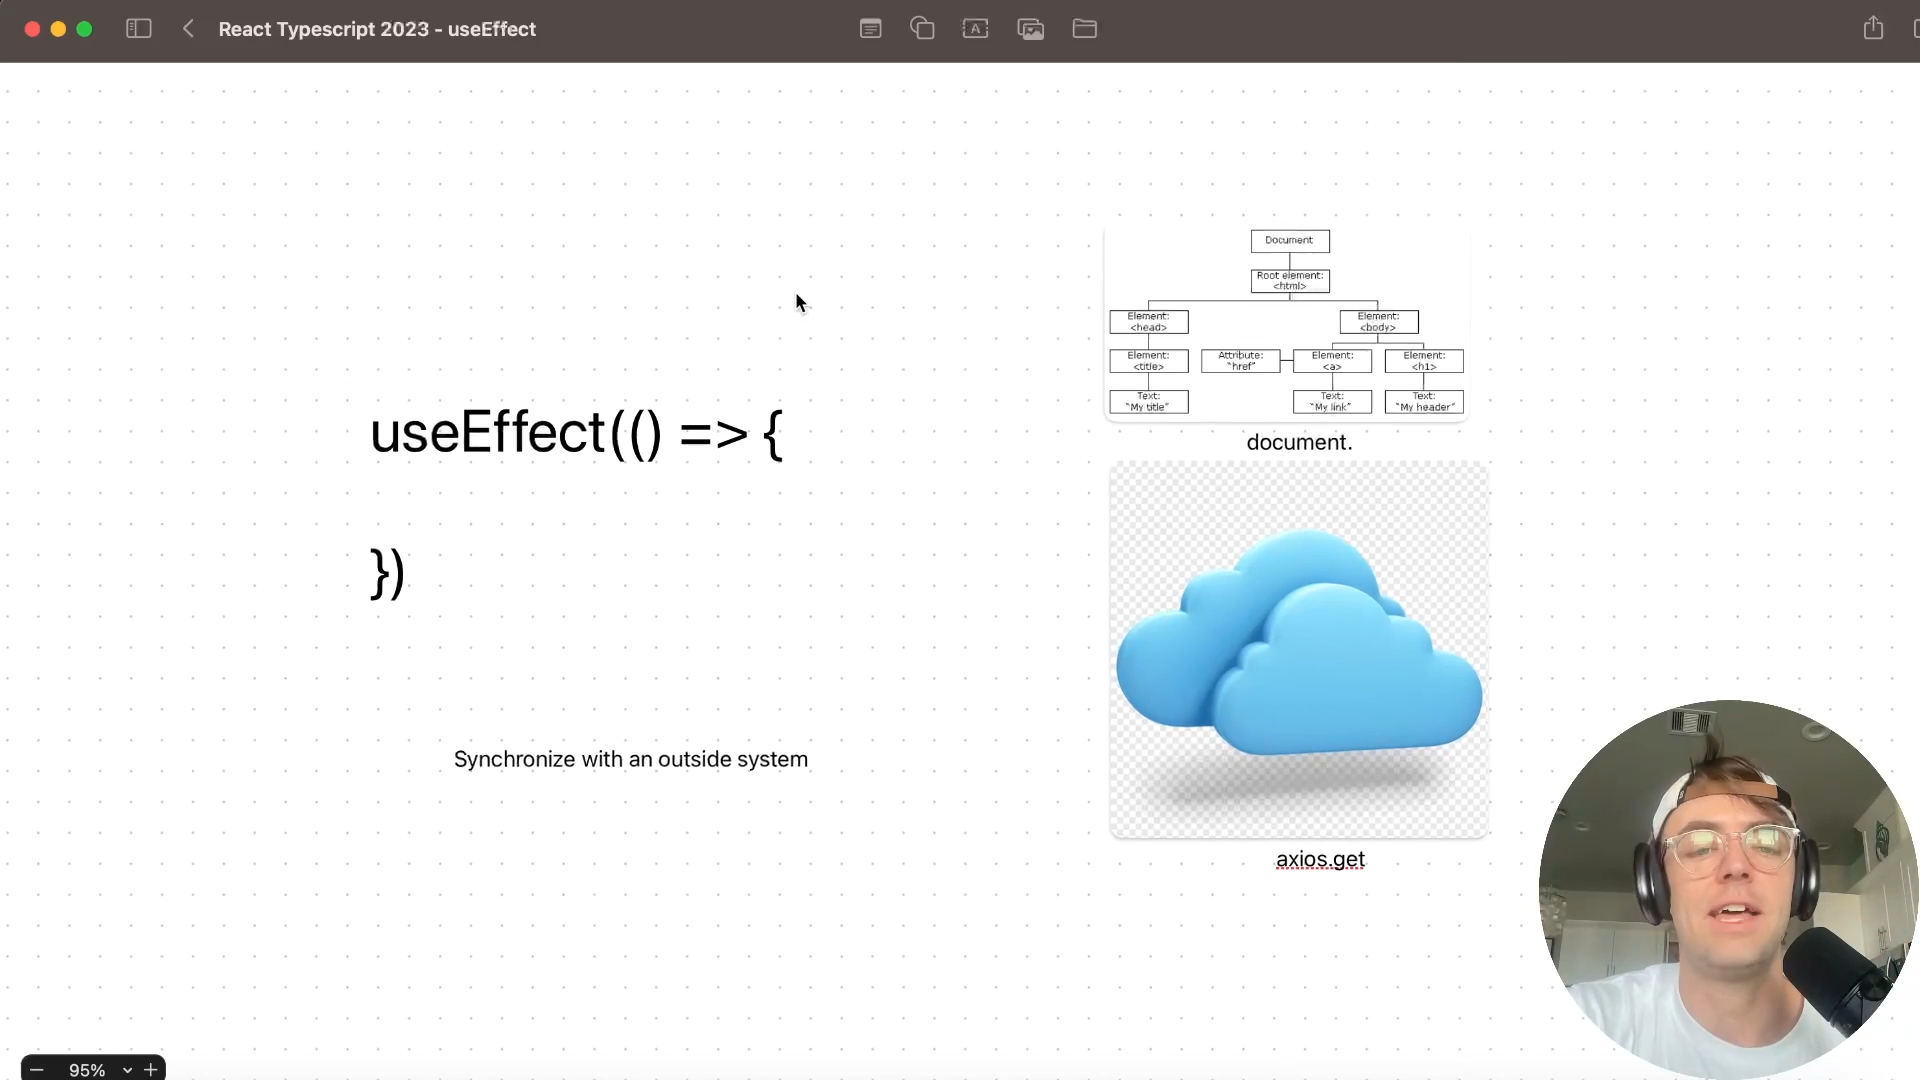 React Typescript 2023 - useEffect
A
useEffect(() => {
})
Synchronize with an outside system
Document
Root element:
<html>
Element:
<head>
Element:
<body>
Element:
<title>
Attribute:
"href"
Element:
<a>
Element:
<h1>
Text:
"My title"
Text:
"My link"
Text:
"My header"
document.
axios.get
95%